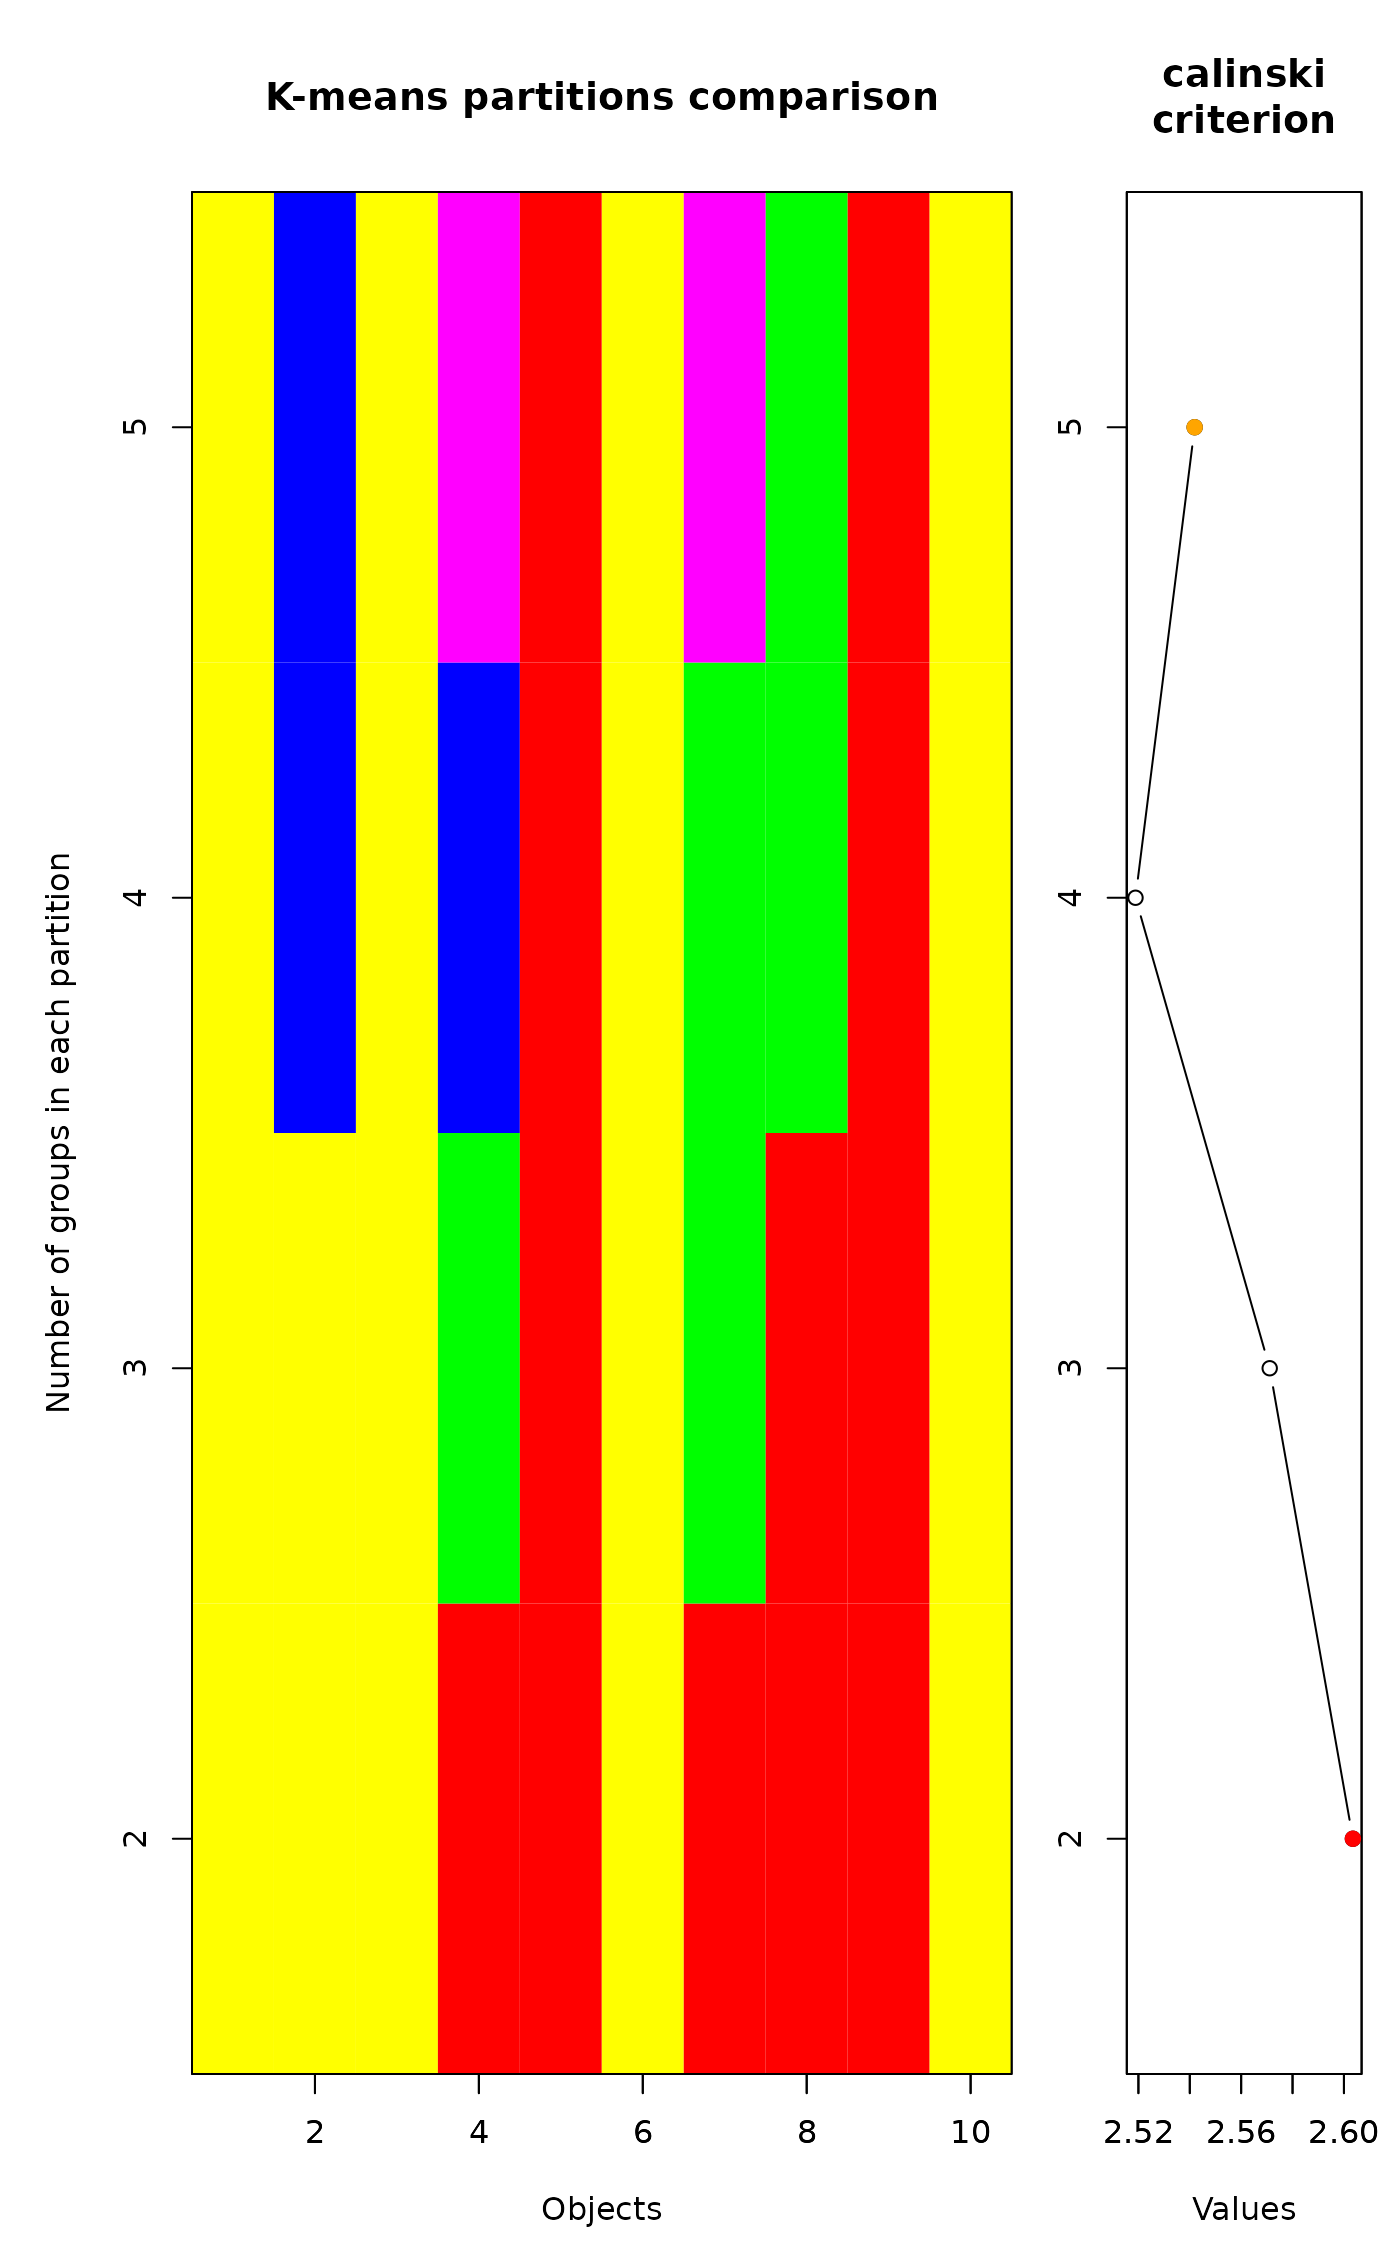 K-means partitions comparison
calinski
criterion
Number of groups in each partition
5
4
3
2
2 4 6 8 10
Objects
5
4
3
2
2.52 2.56 2.60
Values